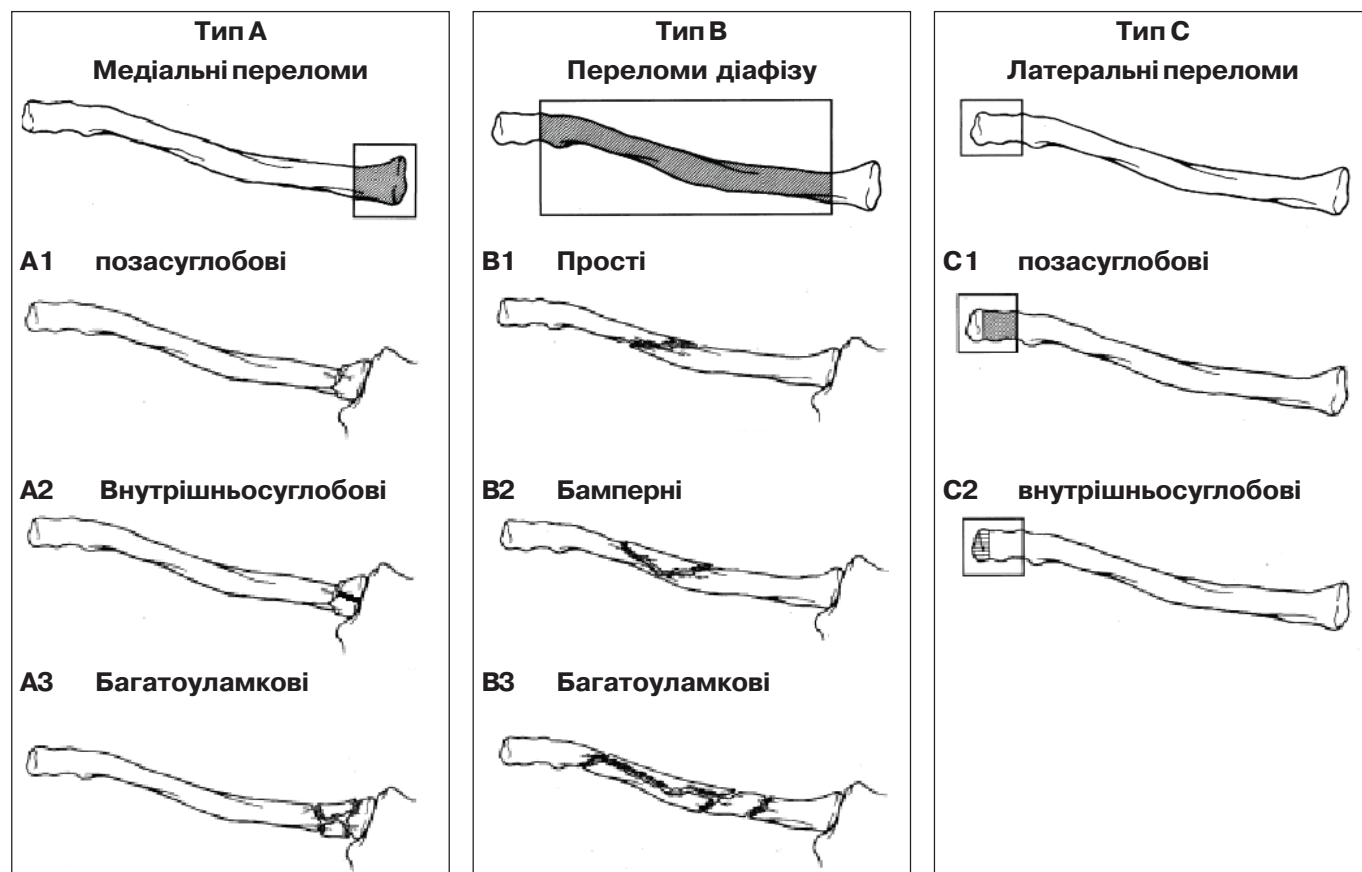 Тип А
Медіальні переломи
А1 позасуглобові
А2 Внутрішньосуглобові
А3 Багатоуламкові
Тип В
Переломи діафізу
В1 Прості
В2 Бамперні
В3 Багатоуламкові
Тип С
Латеральні переломи
С1 позасуглобові
С2 внутрішньосуглобові